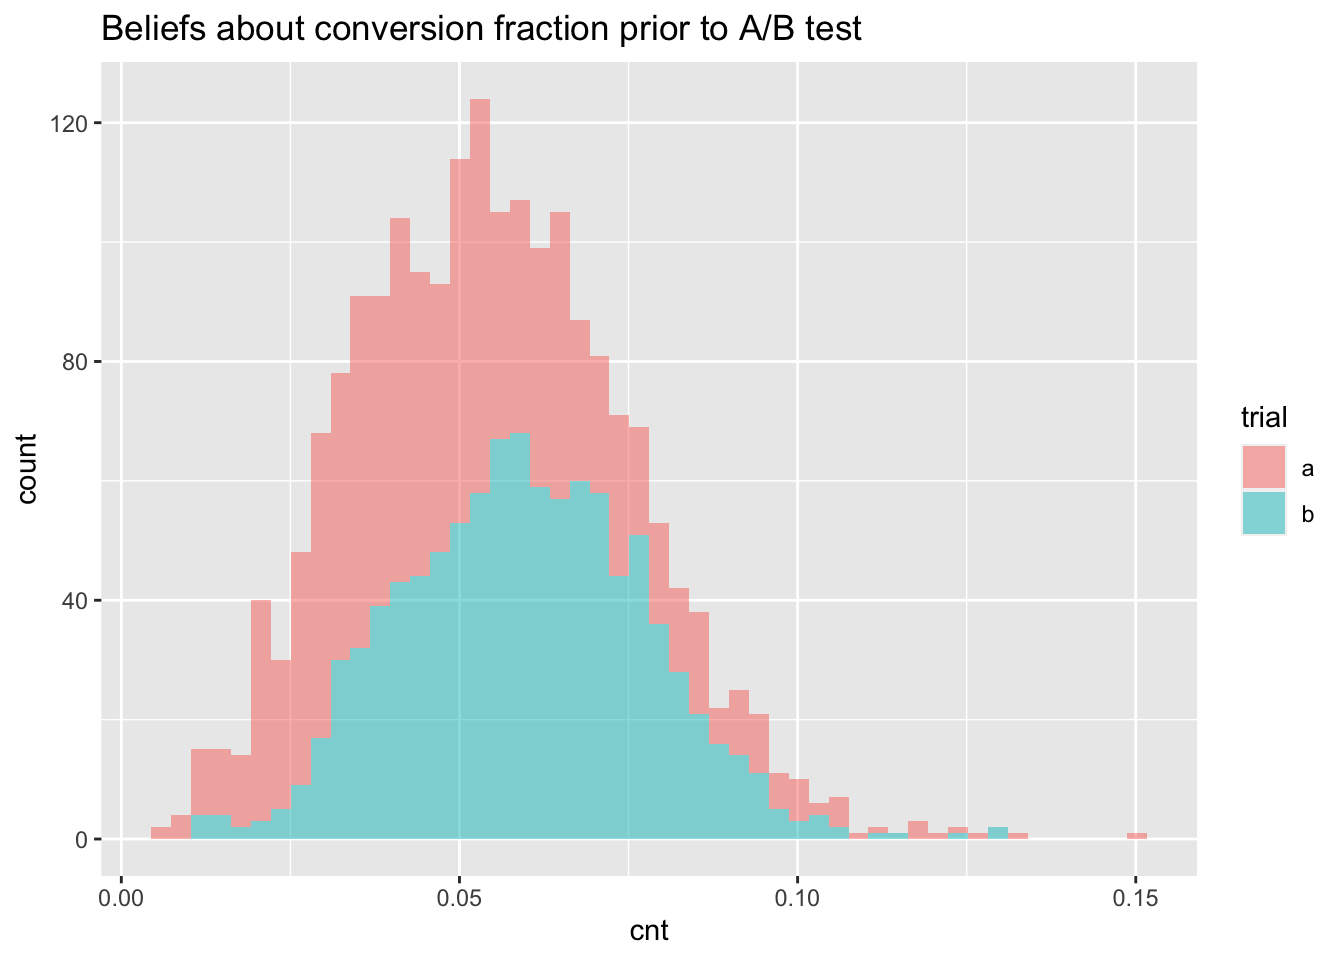 Beliefs about conversion fraction prior to A/B test
120
80
40
0
count
0.00 0.05 0.10 0.15
cnt
trial
a
b